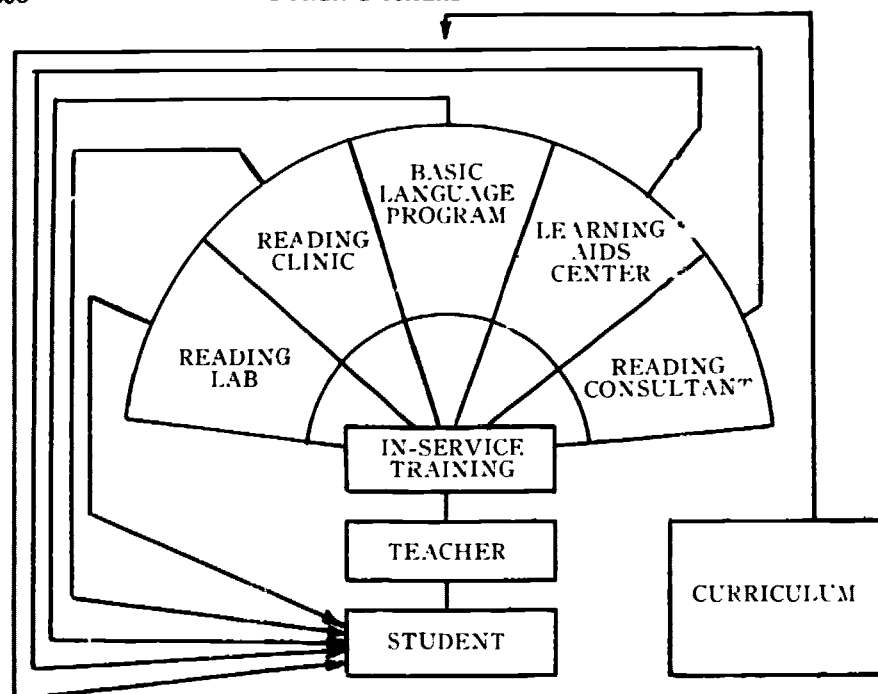 BASIC
LANGUAGE
PROGRAM
READING
CLINIC
LEARNING
AIDS
CENTER
READING
LAB
READING
CONSULTANT
IN-SERVICE
TRAINING
TEACHER
CURRICULUM
STUDENT